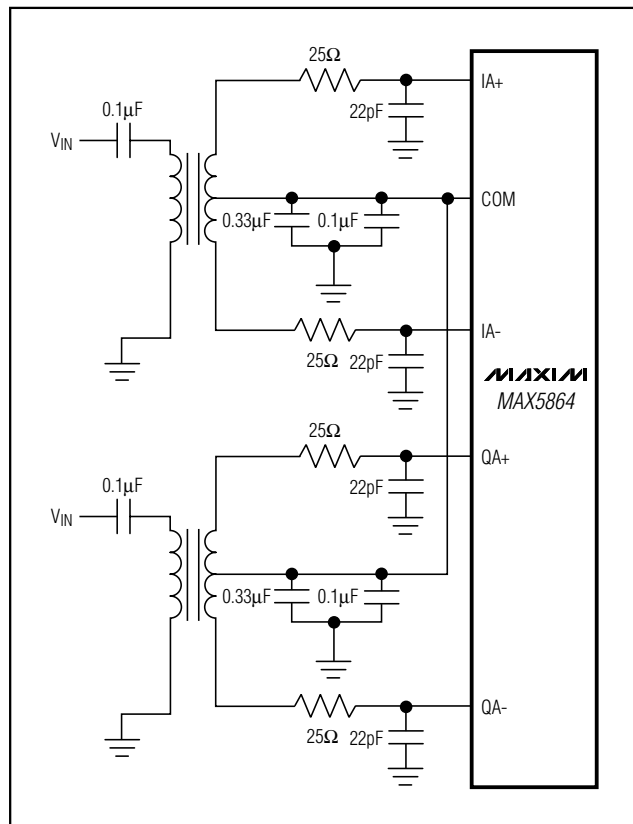 25Ω
IA+
0.1µF
22pF
VIN
COM
0.33µF
0.1µF
IA-
25Ω
22pF
MAXIM
MAX5864
25Ω
QA+
0.1µF
22pF
VIN
0.33µF
0.1µF
QA-
25Ω
22pF